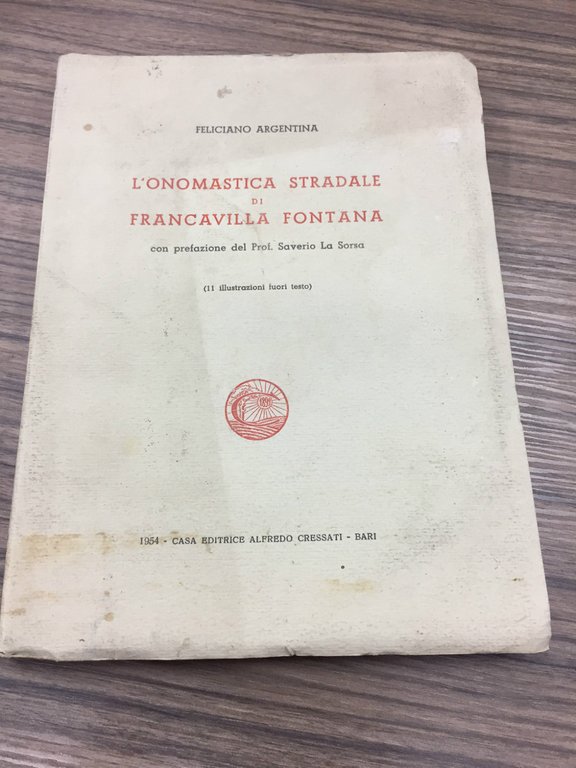 FELICIANO ARGENTINA
L'ONOMASTICA STRADALE
DI
FRANCAVILLA FONTANA
con prefazione del Prof. Saverio La Sorsa
(11 illustrazioni fuori testo)
1954 - CASA EDITRICE ALFREDO CRESSATI - BARI